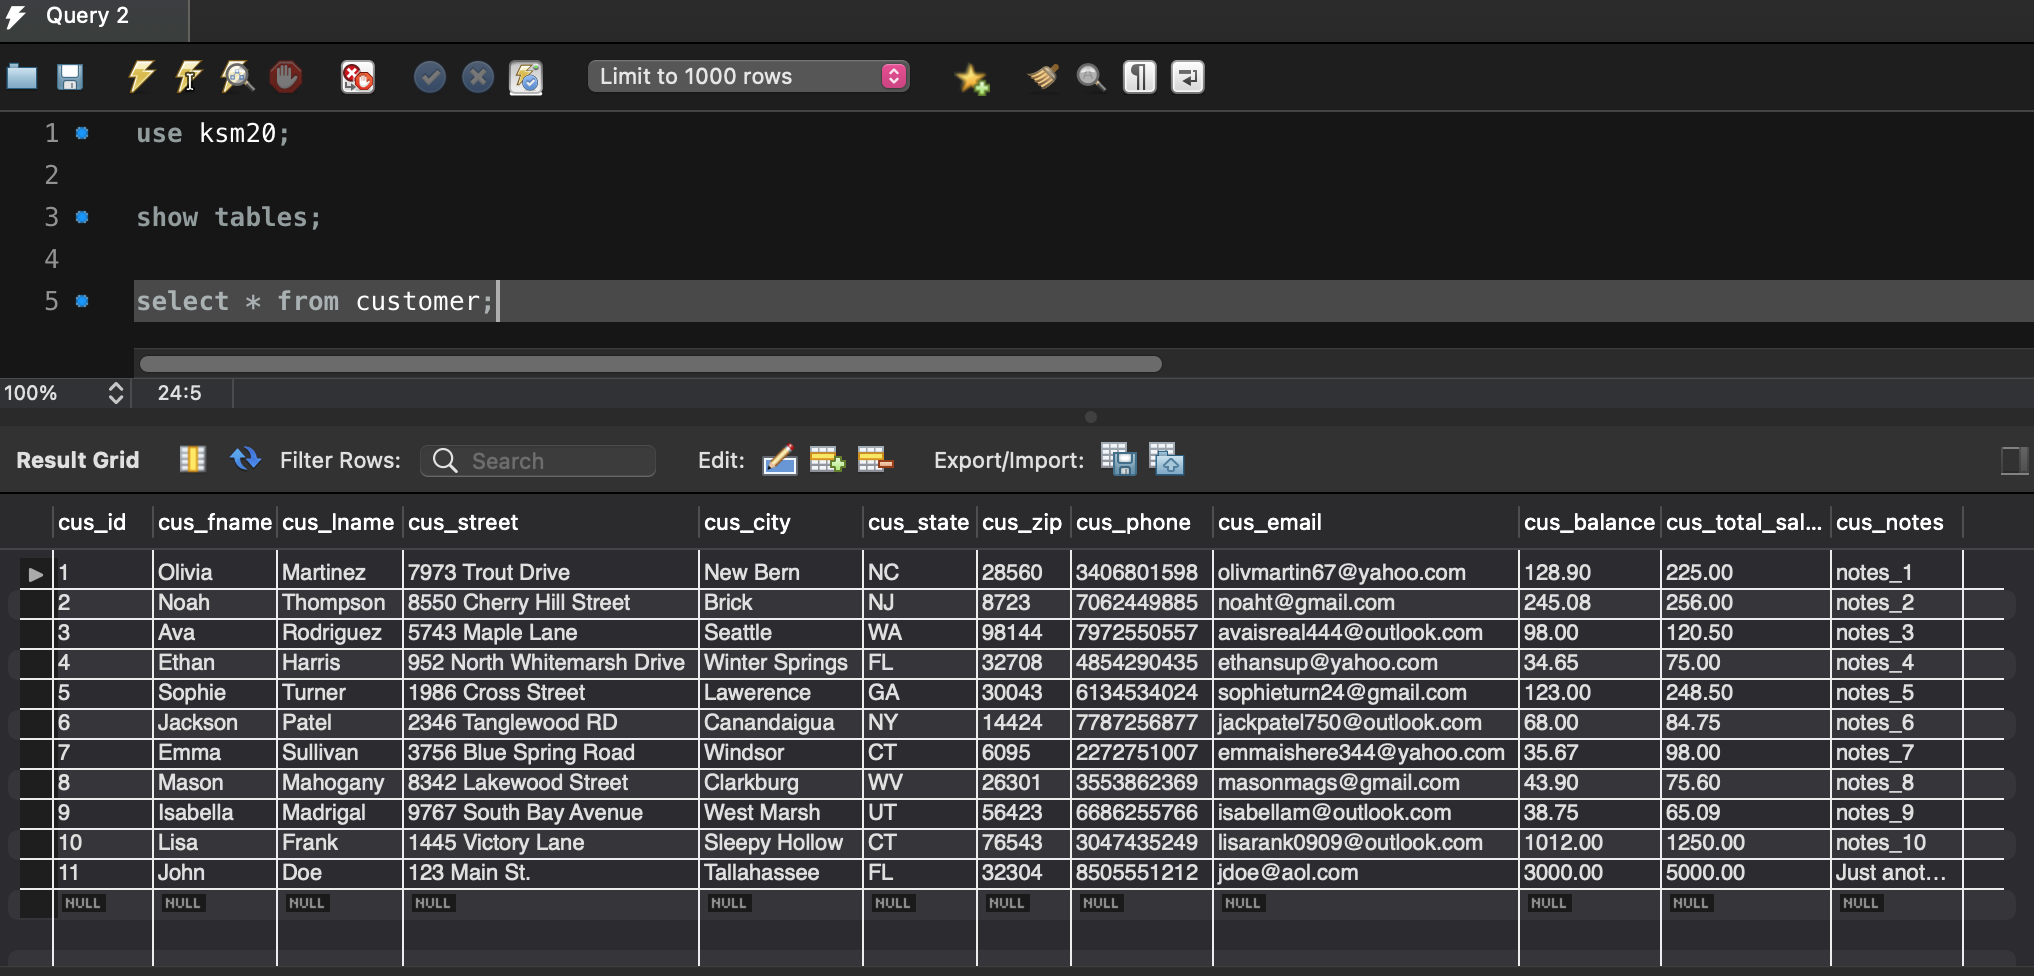 Query 2
Limit to 1000 rows
1 use ksm20;
2
3 show tables;
4
5 select * from customer;
100% 24:5
Result Grid Filter Rows: Search Edit: Export/Import:
cus_id cus_fname cus_lname cus_street cus_city cus_state cus_zip cus_phone cus_email cus_balance cus_total_sal... cus_notes
1 Olivia Martinez 7973 Trout Drive New Bern NC 28560 3406801598 olivmartin67@yahoo.com 128.90 225.00 notes_1
2 Noah Thompson 8550 Cherry Hill Street Brick NJ 8723 7062449885 noaht@gmail.com 245.08 256.00 notes_2
3 Ava Rodriguez 5743 Maple Lane Seattle WA 98144 7972550557 avaisreal444@outlook.com 98.00 120.50 notes_3
4 Ethan Harris 952 North Whitemarsh Drive Winter Springs FL 32708 4854290435 ethansup@yahoo.com 34.65 75.00 notes_4
5 Sophie Turner 1986 Cross Street Lawerence GA 30043 6134534024 sophieturn24@gmail.com 123.00 248.50 notes_5
6 Jackson Patel 2346 Tanglewood RD Canandaigua NY 14424 7787256877 jackpatel750@outlook.com 68.00 84.75 notes_6
7 Emma Sullivan 3756 Blue Spring Road Windsor CT 6095 2272751007 emmaishere344@yahoo.com 35.67 98.00 notes_7
8 Mason Mahogany 8342 Lakewood Street Clarkburg WV 26301 3553862369 masonmags@gmail.com 43.90 75.60 notes_8
9 Isabella Madrigal 9767 South Bay Avenue West Marsh UT 56423 6686255766 isabellam@outlook.com 38.75 65.09 notes_9
10 Lisa Frank 1445 Victory Lane Sleepy Hollow CT 76543 3047435249 lisarank0909@outlook.com 1012.00 1250.00 notes_10
11 John Doe 123 Main St. Tallahassee FL 32304 8505551212 jdoe@aol.com 3000.00 5000.00 Just anot...
NULL NULL NULL NULL NULL NULL NULL NULL NULL NULL NULL NULL